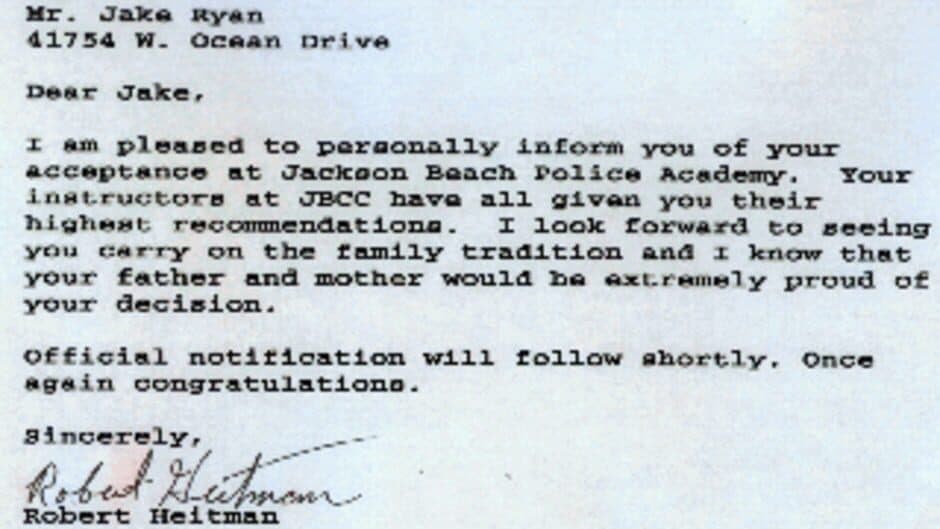 Mr. Jake Ryan
41754 W. Ocean Drive
Dear Jake,
I am pleased to personally inform you of your
acceptance at Jackson Beach Police Academy.  Your
instructors at JBCC have all given you their
highest recommendations.  I look forward to seeing
you carry on the family tradition and I know that
your father and mother would be extremely proud of
your decision.
Official notification will follow shortly. Once
again congratulations.
Sincerely,
Robert Heitman
Robert Heitman